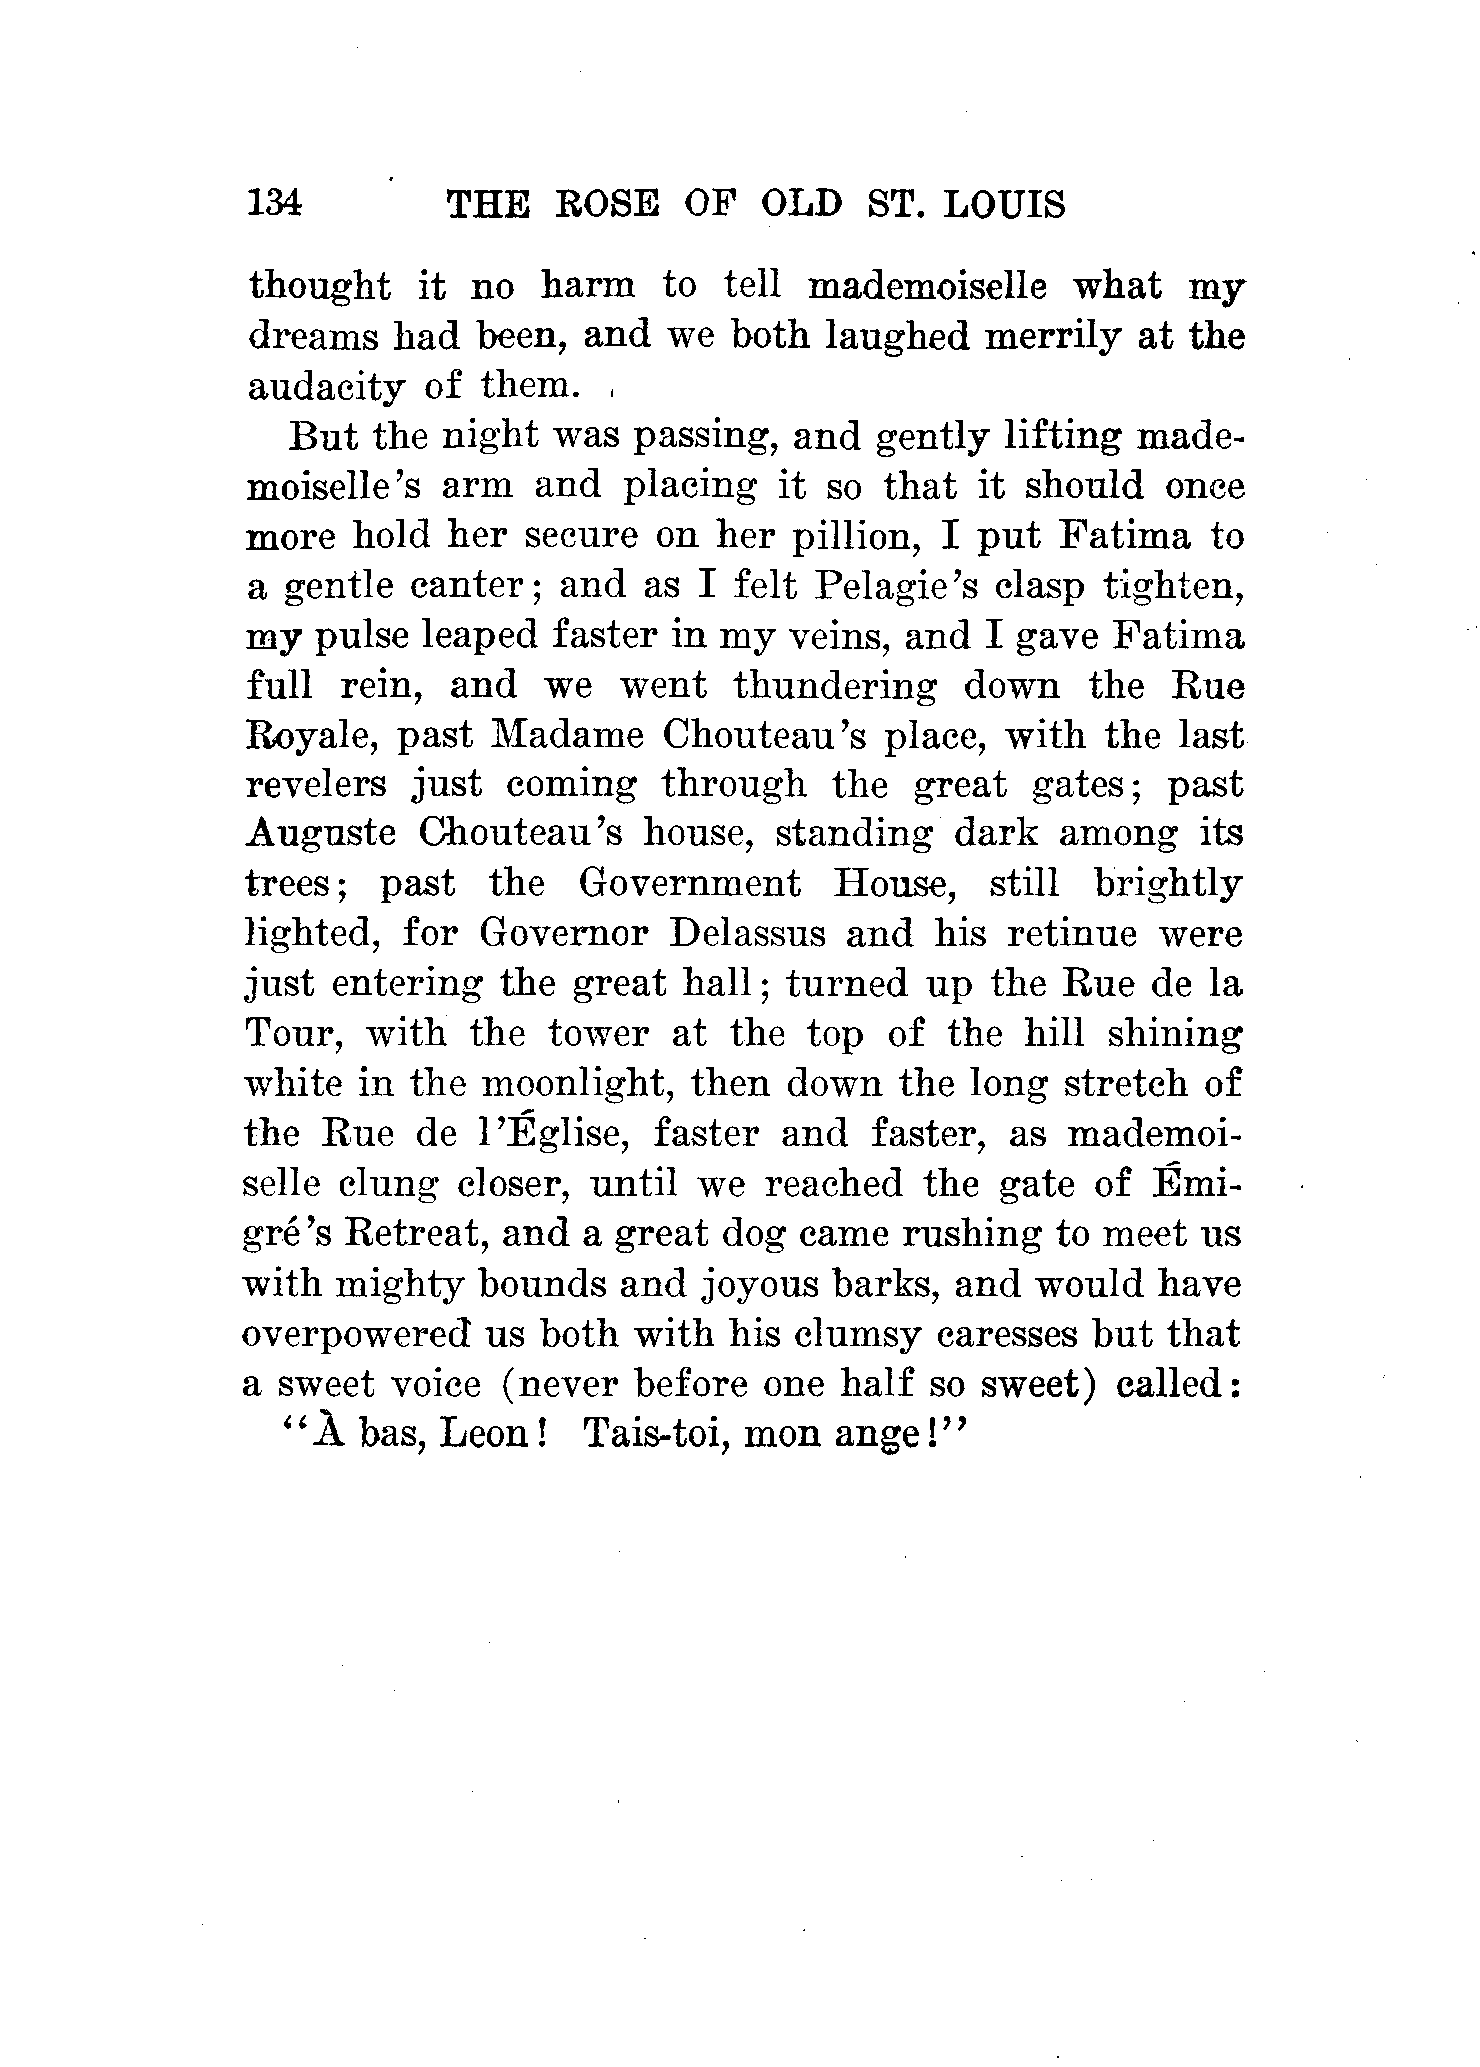 134 THE ROSE OF OLD ST. LOUIS
thought it no harm to tell mademoiselle what my
dreams had been, and we both laughed merrily at the
audacity of them.
But the night was passing, and gently lifting made-
moiselle's arm and placing it so that it should once
more hold her secure on her pillion, I put Fatima to
a gentle canter; and as I felt Pelagie's clasp tighten,
my pulse leaped faster in my veins, and I gave Fatima
full rein, and we went thundering down the Rue
Royale, past Madame Chouteau's place, with the last
revelers just coming through the great gates; past
Auguste Chouteau's house, standing dark among its
trees; past the Government House, still brightly
lighted, for Governor Delassus and his retinue were
just entering the great hall; turned up the Rue de la
Tour, with the tower at the top of the hill shining
white in the moonlight, then down the long stretch of
the Rue de l'Église, faster and faster, as mademoi-
selle clung closer, until we reached the gate of Émi-
gré's Retreat, and a great dog came rushing to meet us
with mighty bounds and joyous barks, and would have
overpowered us both with his clumsy caresses but that
a sweet voice (never before one half so sweet) called:
"À bas, Leon! Tais-toi, mon ange!"